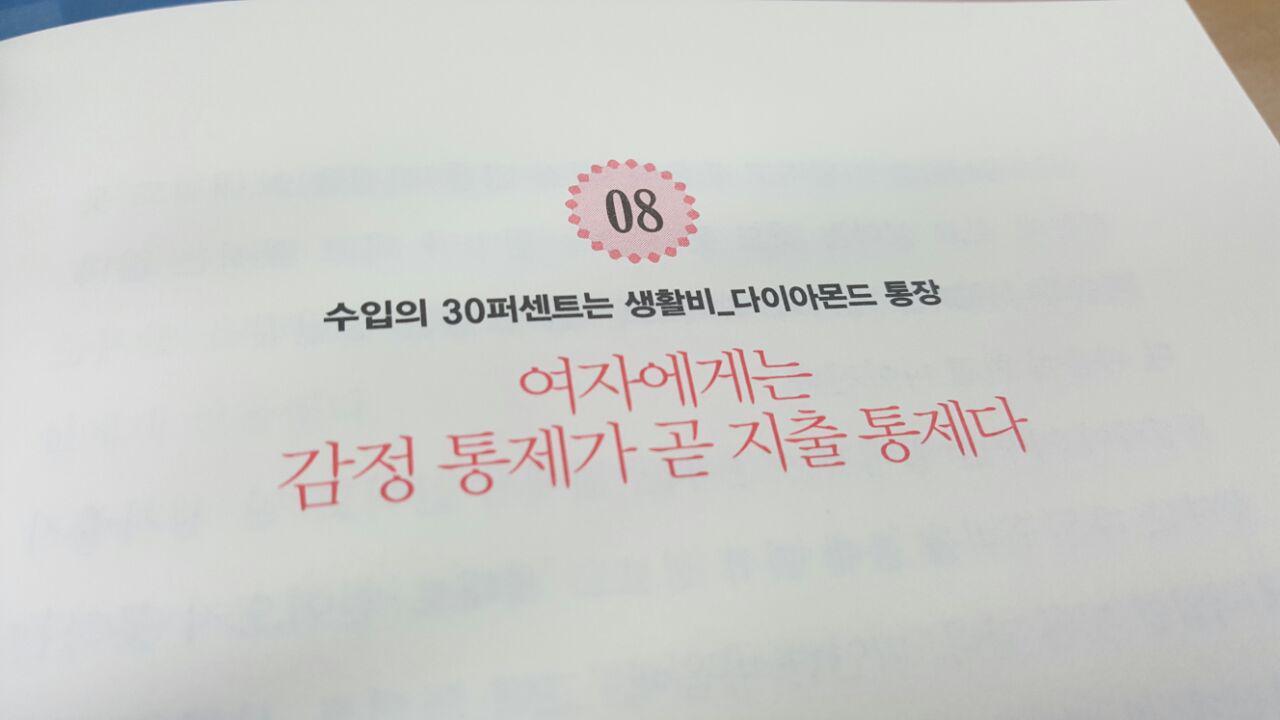 08
수입의 30퍼센트는 생활비_다이아몬드 통장
여자에게는
감정 통제가 곧 지출 통제다